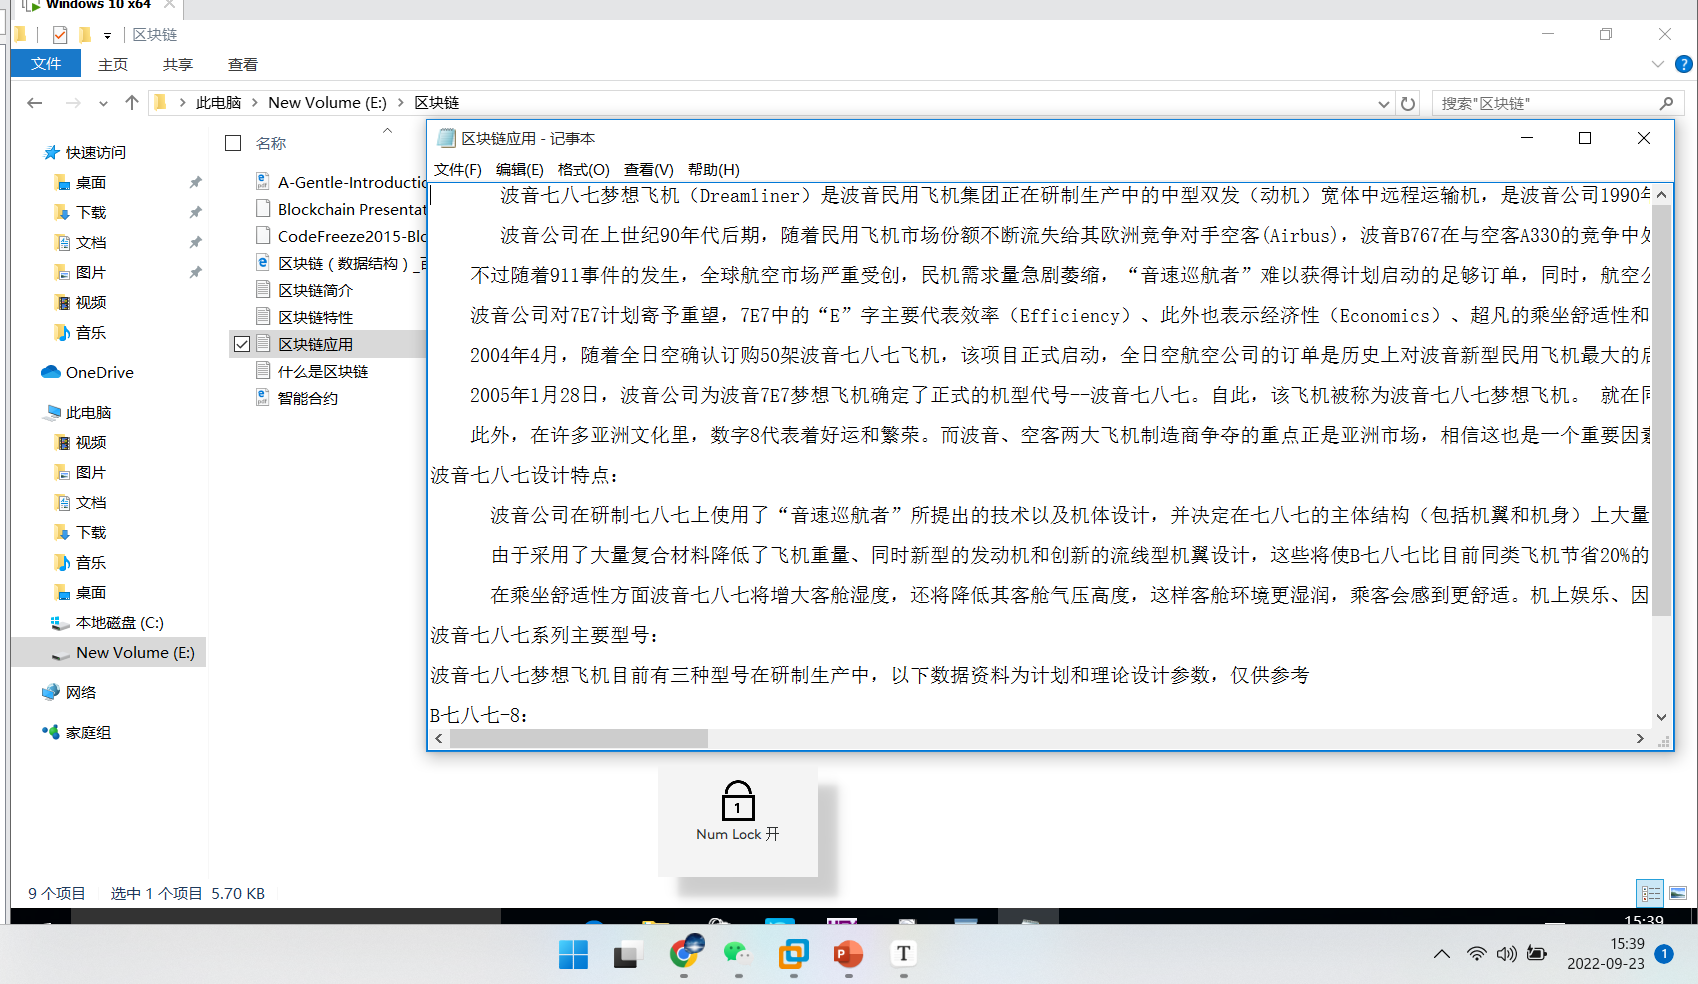 Windows 10 x64
区块链
文件 主页 共享 查看
此电脑 New Volume (E:) 区块链
搜索"区块链"
快速访问
桌面
下载
文档
图片
视频
音乐
OneDrive
此电脑
视频
图片
文档
下载
音乐
桌面
本地磁盘 (C:)
New Volume (E:)
网络
家庭组
名称
A-Gentle-Introductic
Blockchain Presentat
CodeFreeze2015-Blo
区块链 ( 数据结构 ) _
区块链简介
区块链特性
区块链应用
什么是区块链
智能合约
区块链应用 - 记事本
文件(F) 编辑(E) 格式(O) 查看(V) 帮助(H)
波音七八七梦想飞机（Dreamliner）是波音民用飞机集团正在研制生产中的中型双发（动机）宽体中远程运输机，是波音公司1990年
波音公司在上世纪90年代后期，随着民用飞机市场份额不断流失给其欧洲竞争对手空客(Airbus)，波音B767在与空客A330的竞争中处
不过随着911事件的发生，全球航空市场严重受创，民机需求量急剧萎缩，“音速巡航者”难以获得计划启动的足够订单，同时，航空公
波音公司对7E7计划寄予重望，7E7中的“E”字主要代表效率（Efficiency）、此外也表示经济性（Economics）、超凡的乘坐舒适性和
2004年4月，随着全日空确认订购50架波音七八七飞机，该项目正式启动，全日空航空公司的订单是历史上对波音新型民用飞机最大的启
2005年1月28日，波音公司为波音7E7梦想飞机确定了正式的机型代号--波音七八七。自此，该飞机被称为波音七八七梦想飞机。 就在同
此外，在许多亚洲文化里，数字8代表着好运和繁荣。而波音、空客两大飞机制造商争夺的重点正是亚洲市场，相信这也是一个重要因素
波音七八七设计特点：
波音公司在研制七八七上使用了“音速巡航者”所提出的技术以及机体设计，并决定在七八七的主体结构（包括机翼和机身）上大量
由于采用了大量复合材料降低了飞机重量、同时新型的发动机和创新的流线型机翼设计，这些将使B七八七比目前同类飞机节省20%的
在乘坐舒适性方面波音七八七将增大客舱湿度，还将降低其客舱气压高度，这样客舱环境更湿润，乘客会感到更舒适。机上娱乐、因
波音七八七系列主要型号：
波音七八七梦想飞机目前有三种型号在研制生产中，以下数据资料为计划和理论设计参数，仅供参考
B七八七-8：
1
Num Lock 开
9 个项目 选中 1 个项目 5.70 KB
15:39
15:39
2022-09-23
1